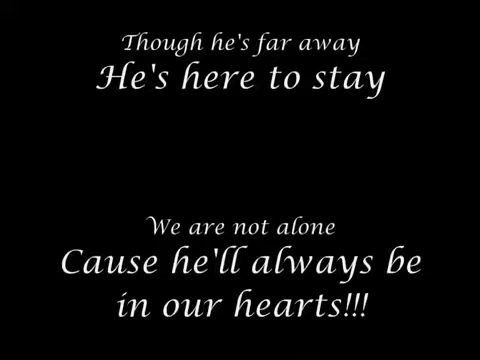 Though he's far away
He's here to stay
We are not alone
Cause he'll always be
in our hearts!!!